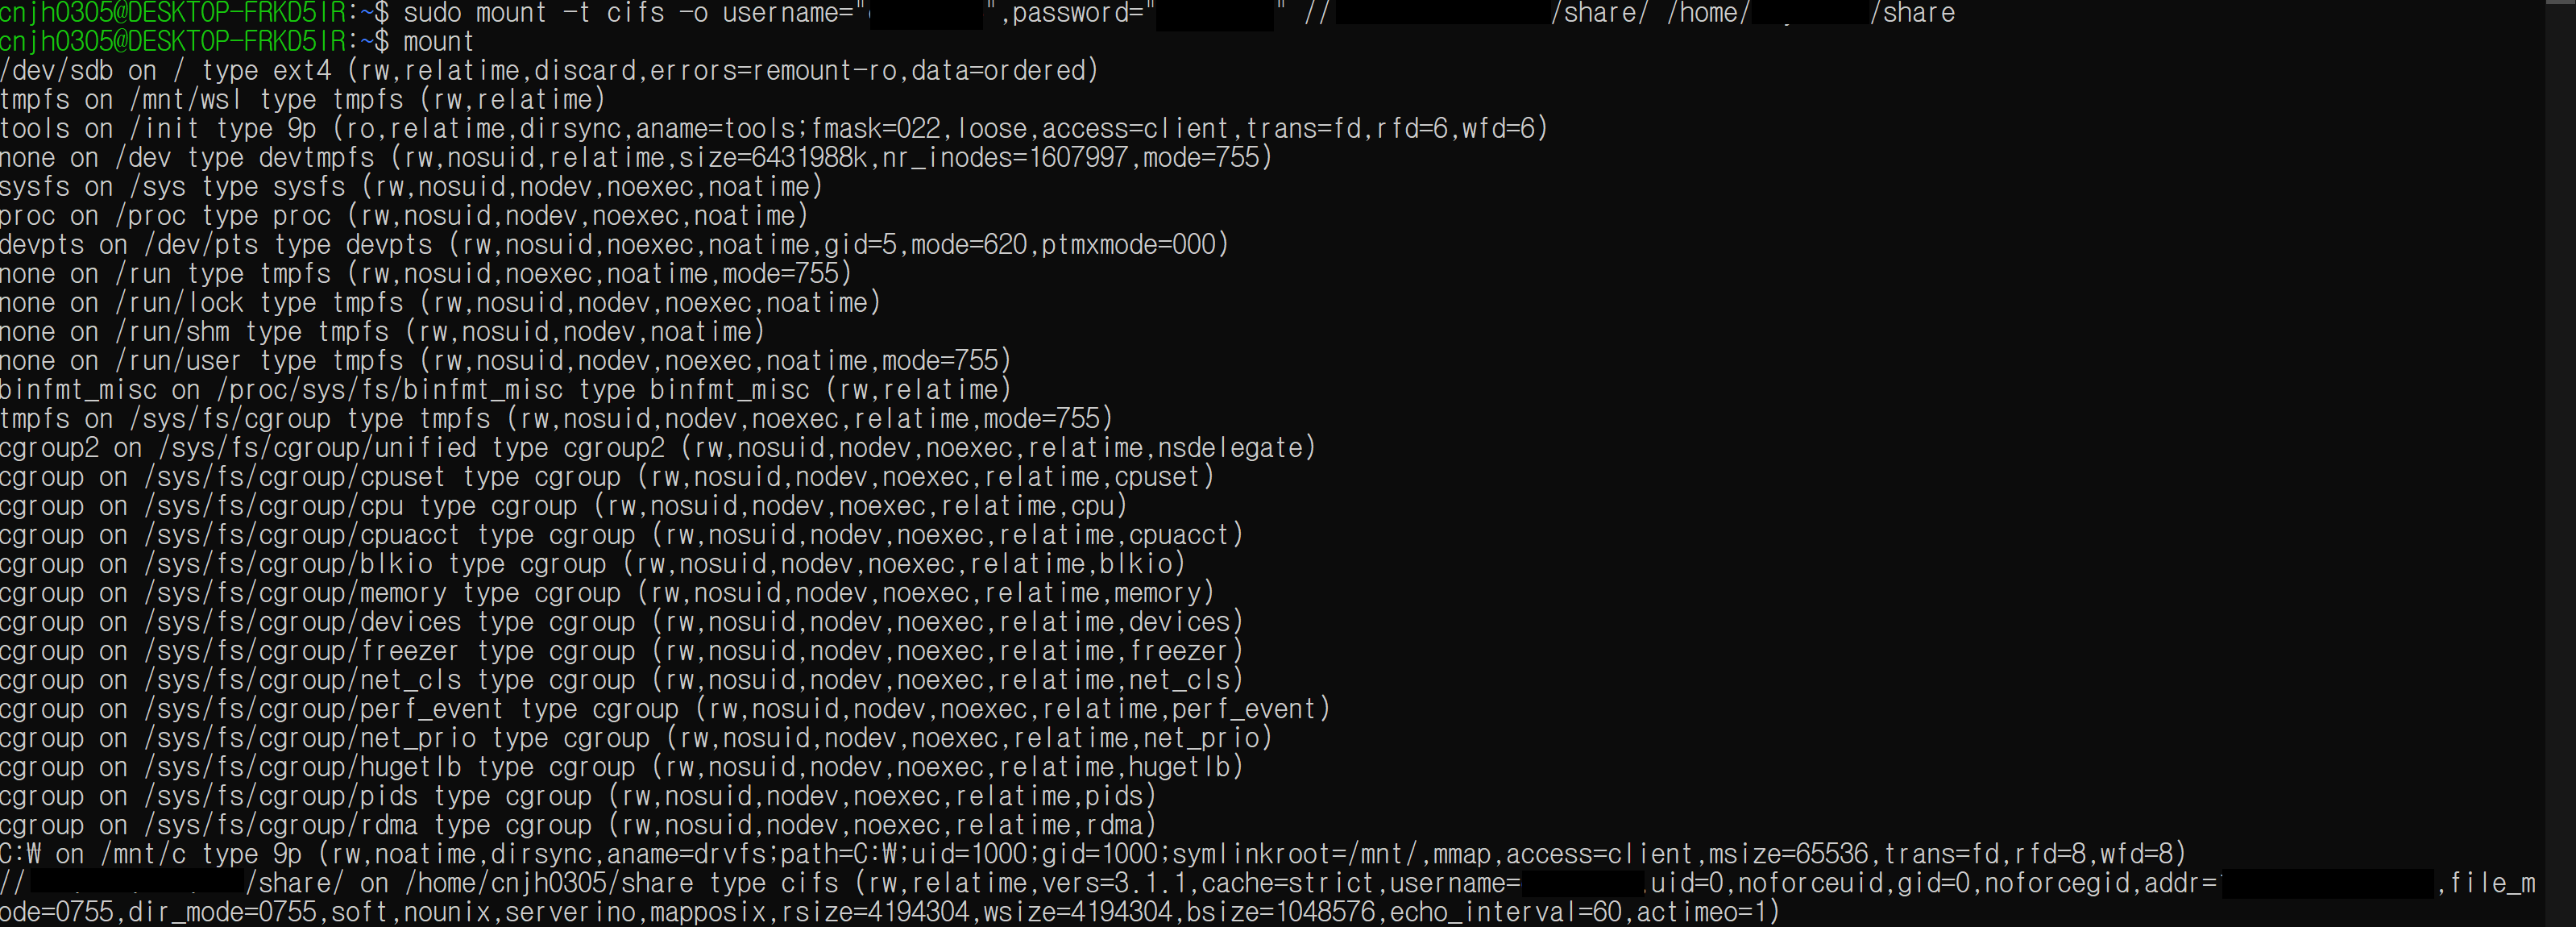 cnjh0305@DESKTOP-FRKD5IR:~$ sudo mount -t cifs -o username="",password="" ///share/ /home//share
cnjh0305@DESKTOP-FRKD5IR:~$ mount
/dev/sdb on / type ext4 (rw,relatime,discard,errors=remount-ro,data=ordered)
tmpfs on /mnt/wsl type tmpfs (rw,relatime)
tools on /init type 9p (ro,relatime,dirsync,aname=tools;fmask=022,loose,access=client,trans=fd,rfd=6,wfd=6)
none on /dev type devtmpfs (rw,nosuid,relatime,size=6431988k,nr_inodes=1607997,mode=755)
sysfs on /sys type sysfs (rw,nosuid,nodev,noexec,noatime)
proc on /proc type proc (rw,nosuid,nodev,noexec,noatime)
devpts on /dev/pts type devpts (rw,nosuid,noexec,noatime,gid=5,mode=620,ptmxmode=000)
none on /run type tmpfs (rw,nosuid,noexec,noatime,mode=755)
none on /run/lock type tmpfs (rw,nosuid,nodev,noexec,noatime)
none on /run/shm type tmpfs (rw,nosuid,nodev,noatime)
none on /run/user type tmpfs (rw,nosuid,nodev,noexec,noatime,mode=755)
binfmt_misc on /proc/sys/fs/binfmt_misc type binfmt_misc (rw,relatime)
tmpfs on /sys/fs/cgroup type tmpfs (rw,nosuid,nodev,noexec,relatime,mode=755)
cgroup2 on /sys/fs/cgroup/unified type cgroup2 (rw,nosuid,nodev,noexec,relatime,nsdelegate)
cgroup on /sys/fs/cgroup/cpuset type cgroup (rw,nosuid,nodev,noexec,relatime,cpuset)
cgroup on /sys/fs/cgroup/cpu type cgroup (rw,nosuid,nodev,noexec,relatime,cpu)
cgroup on /sys/fs/cgroup/cpuacct type cgroup (rw,nosuid,nodev,noexec,relatime,cpuacct)
cgroup on /sys/fs/cgroup/blkio type cgroup (rw,nosuid,nodev,noexec,relatime,blkio)
cgroup on /sys/fs/cgroup/memory type cgroup (rw,nosuid,nodev,noexec,relatime,memory)
cgroup on /sys/fs/cgroup/devices type cgroup (rw,nosuid,nodev,noexec,relatime,devices)
cgroup on /sys/fs/cgroup/freezer type cgroup (rw,nosuid,nodev,noexec,relatime,freezer)
cgroup on /sys/fs/cgroup/net_cls type cgroup (rw,nosuid,nodev,noexec,relatime,net_cls)
cgroup on /sys/fs/cgroup/perf_event type cgroup (rw,nosuid,nodev,noexec,relatime,perf_event)
cgroup on /sys/fs/cgroup/net_prio type cgroup (rw,nosuid,nodev,noexec,relatime,net_prio)
cgroup on /sys/fs/cgroup/hugetlb type cgroup (rw,nosuid,nodev,noexec,relatime,hugetlb)
cgroup on /sys/fs/cgroup/pids type cgroup (rw,nosuid,nodev,noexec,relatime,pids)
cgroup on /sys/fs/cgroup/rdma type cgroup (rw,nosuid,nodev,noexec,relatime,rdma)
C:₩ on /mnt/c type 9p (rw,noatime,dirsync,aname=drvfs;path=C:₩;uid=1000;gid=1000;symlinkroot=/mnt/,mmap,access=client,msize=65536,trans=fd,rfd=8,wfd=8)
///share/ on /home/cnjh0305/share type cifs (rw,relatime,vers=3.1.1,cache=strict,username=,uid=0,noforceuid,gid=0,noforcegid,addr=,file_m
ode=0755,dir_mode=0755,soft,nounix,serverino,mapposix,rsize=4194304,wsize=4194304,bsize=1048576,echo_interval=60,actimeo=1)